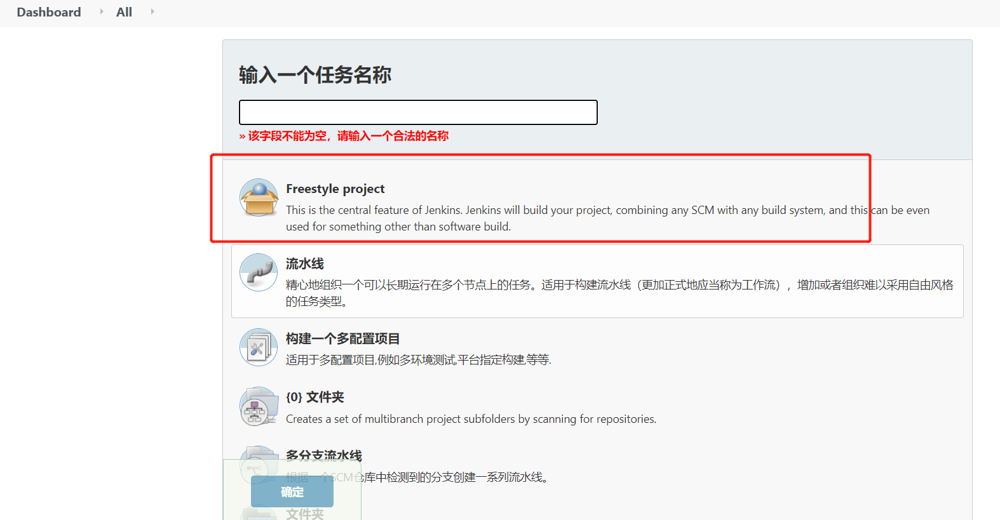 Dashboard All
输入一个任务名称
» 该字段不能为空，请输入一个合法的名称
Freestyle project
This is the central feature of Jenkins. Jenkins will build your project, combining any SCM with any build system, and this can be even
used for something other than software build.
流水线
精心地组织一个可以长期运行在多个节点上的任务。适用于构建流水线（更加正式地应当称为工作流），增加或者组织难以采用自由风格
的任务类型。
构建一个多配置项目
适用于多配置项目,例如多环境测试,平台指定构建,等等.
{0} 文件夹
Creates a set of multibranch project subfolders by scanning for repositories.
多分支流水线
根据一个SCM仓库中检测到的分支创建一系列流水线。
确定
文件夹